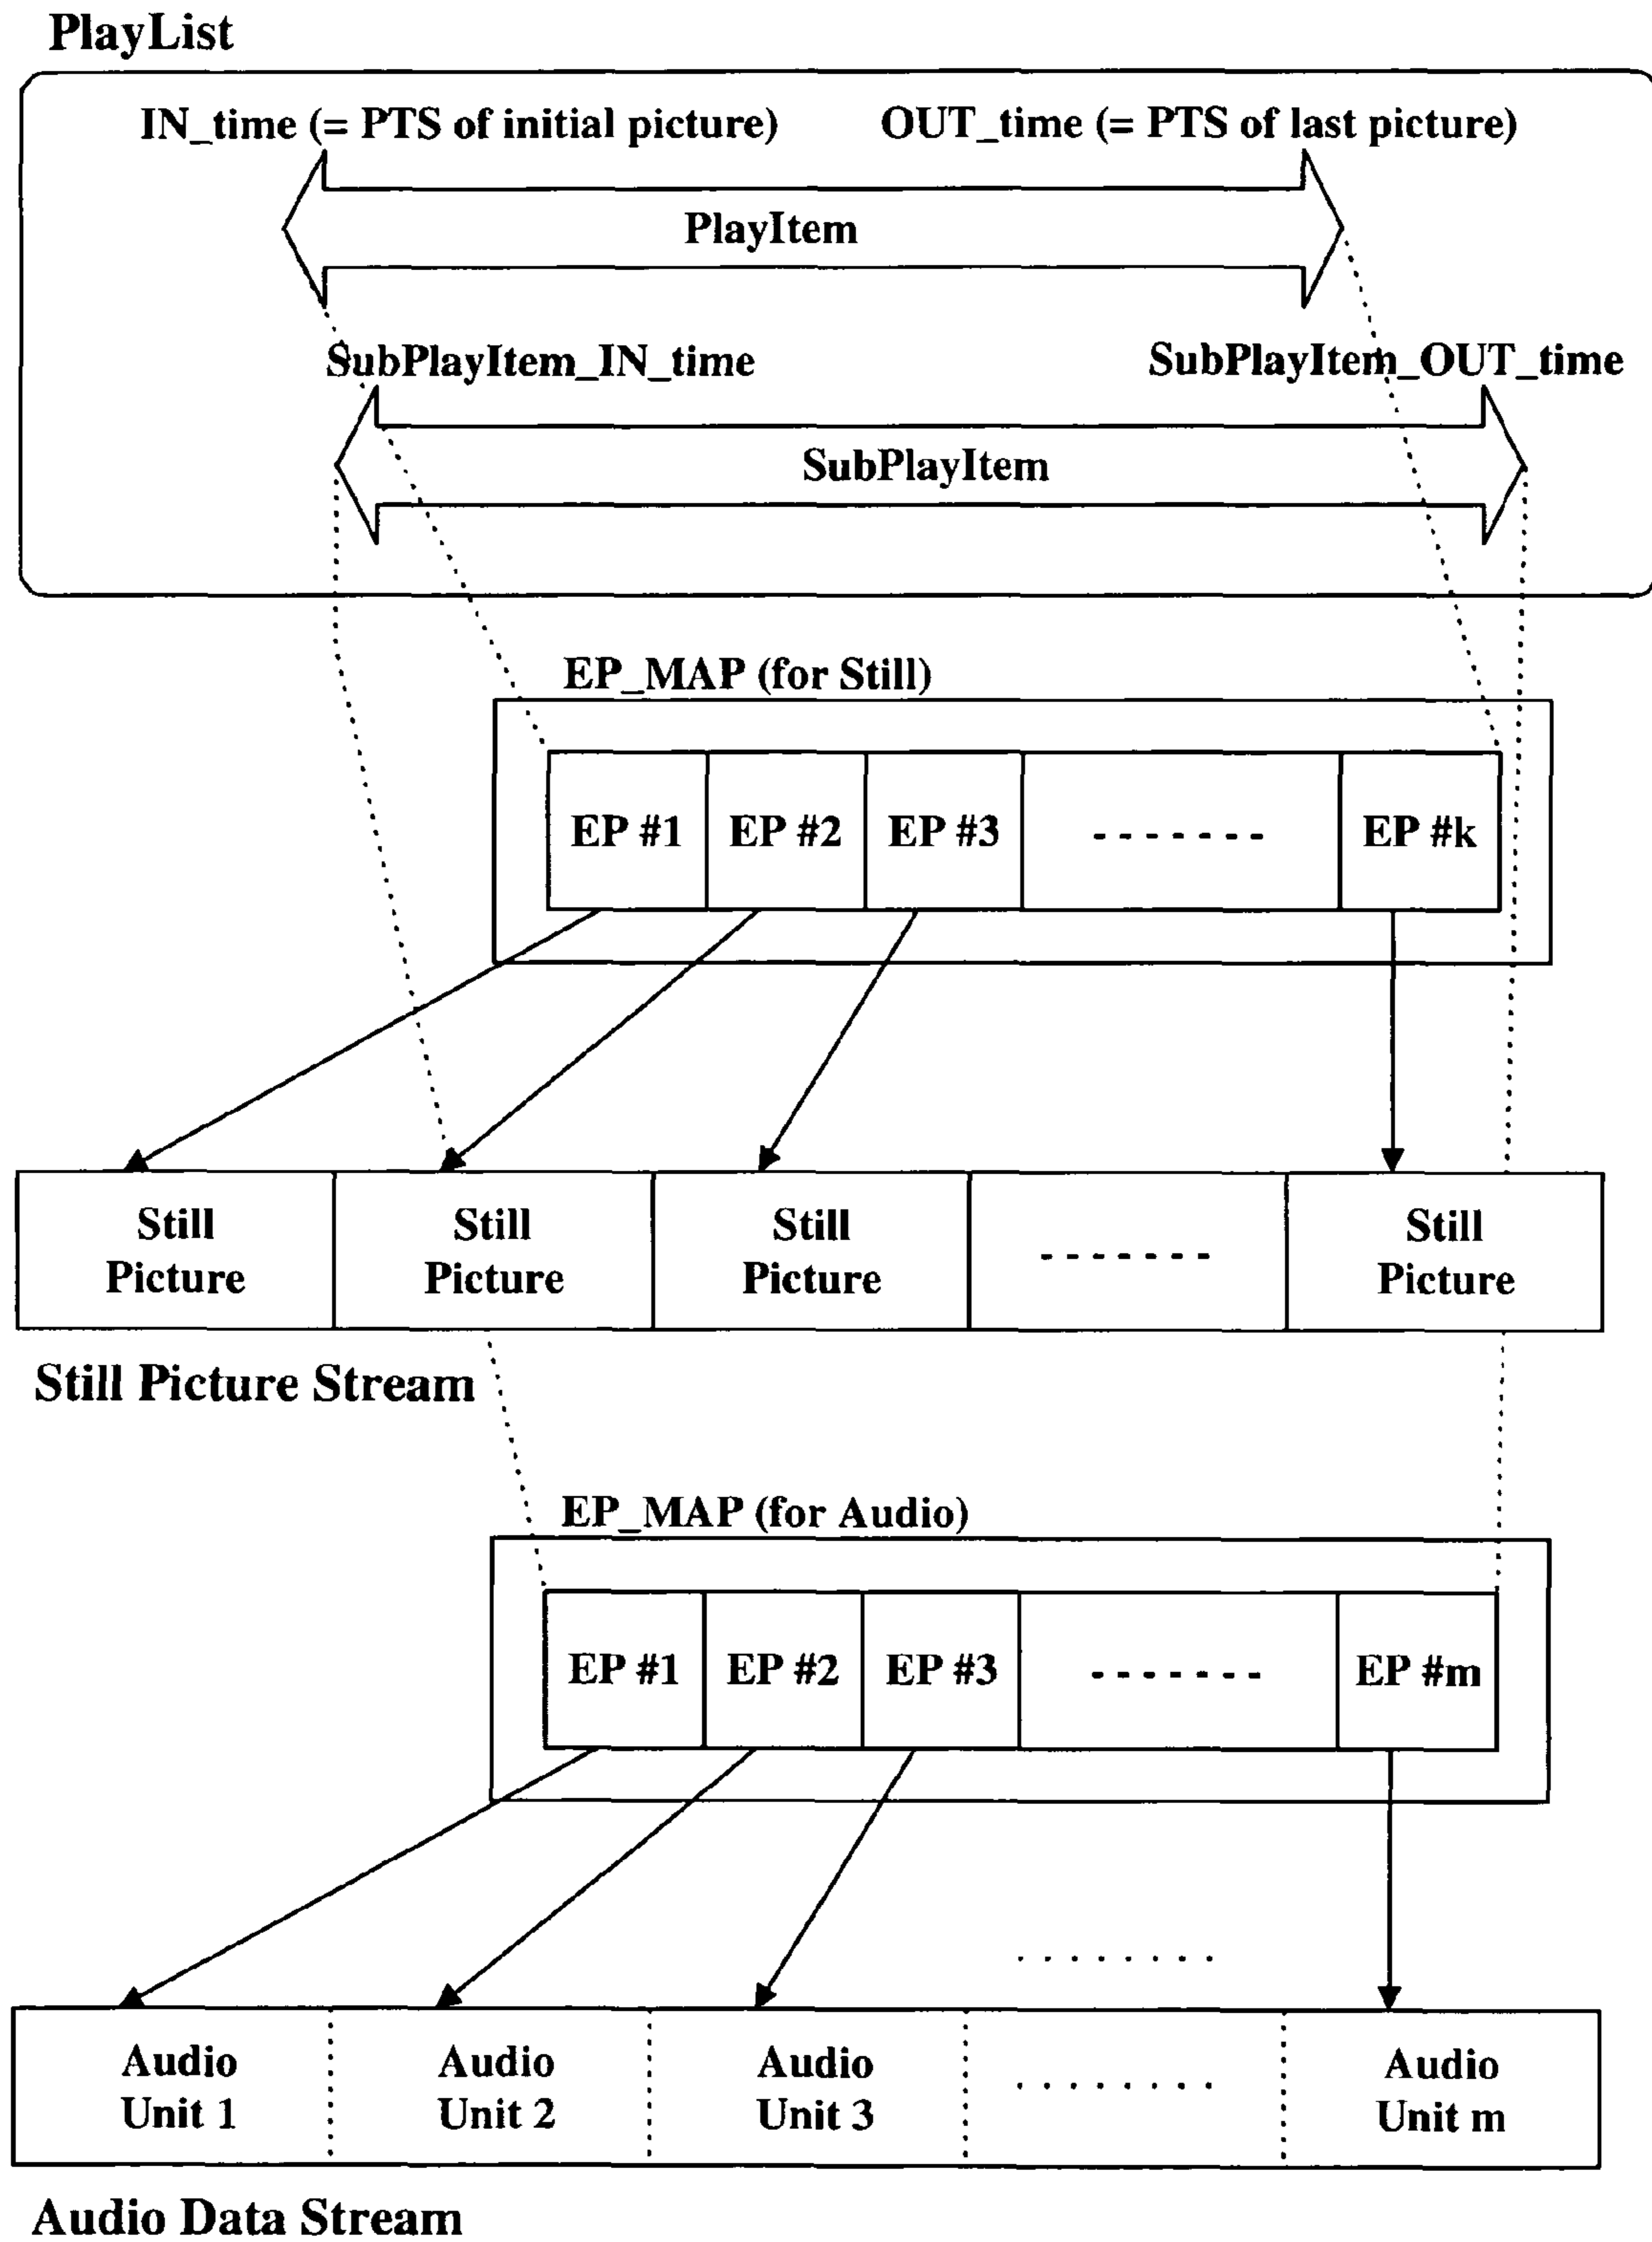 PlayList
IN_time (= PTS of initial picture)
OUT_time (= PTS of last picture)
PlayItem
SubPlayItem_IN_time
SubPlayItem_OUT_time
SubPlayItem
EP_MAP (for Still)
EP #1
EP #2
EP #3
EP #k
Still
Picture
Still
Picture
Still
Picture
Still
Picture
Still Picture Stream
EP_MAP (for Audio)
EP #1
EP #2
EP #3
EP #m
Audio
Unit 1
Audio
Unit 2
Audio
Unit 3
Audio
Unit m
Audio Data Stream